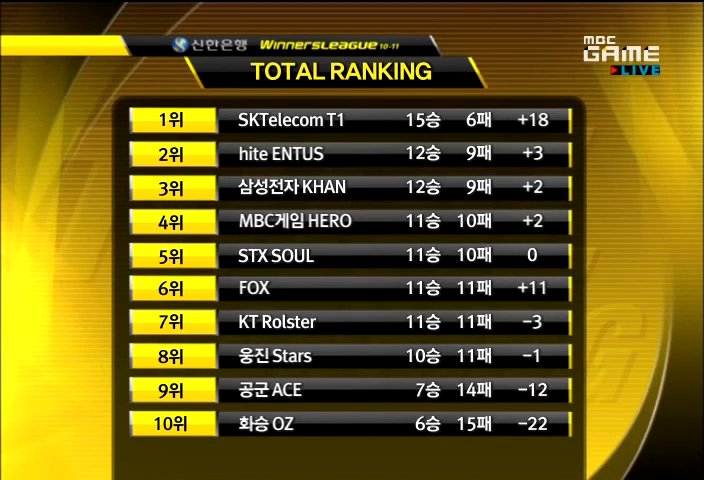 신한은행 WINNERSLEAGUE 10-11
MBC
GAME
LIVE
TOTAL RANKING
1위 SKTelecom T1 15승 6패 +18
2위 hite ENTUS 12승 9패 +3
3위 삼성전자 KHAN 12승 9패 +2
4위 MBC게임 HERO 11승 10패 +2
5위 STX SOUL 11승 10패 0
6위 FOX 11승 11패 +11
7위 KT Rolster 11승 11패 -3
8위 웅진 Stars 10승 11패 -1
9위 공군 ACE 7승 14패 -12
10위 화승 OZ 6승 15패 -22